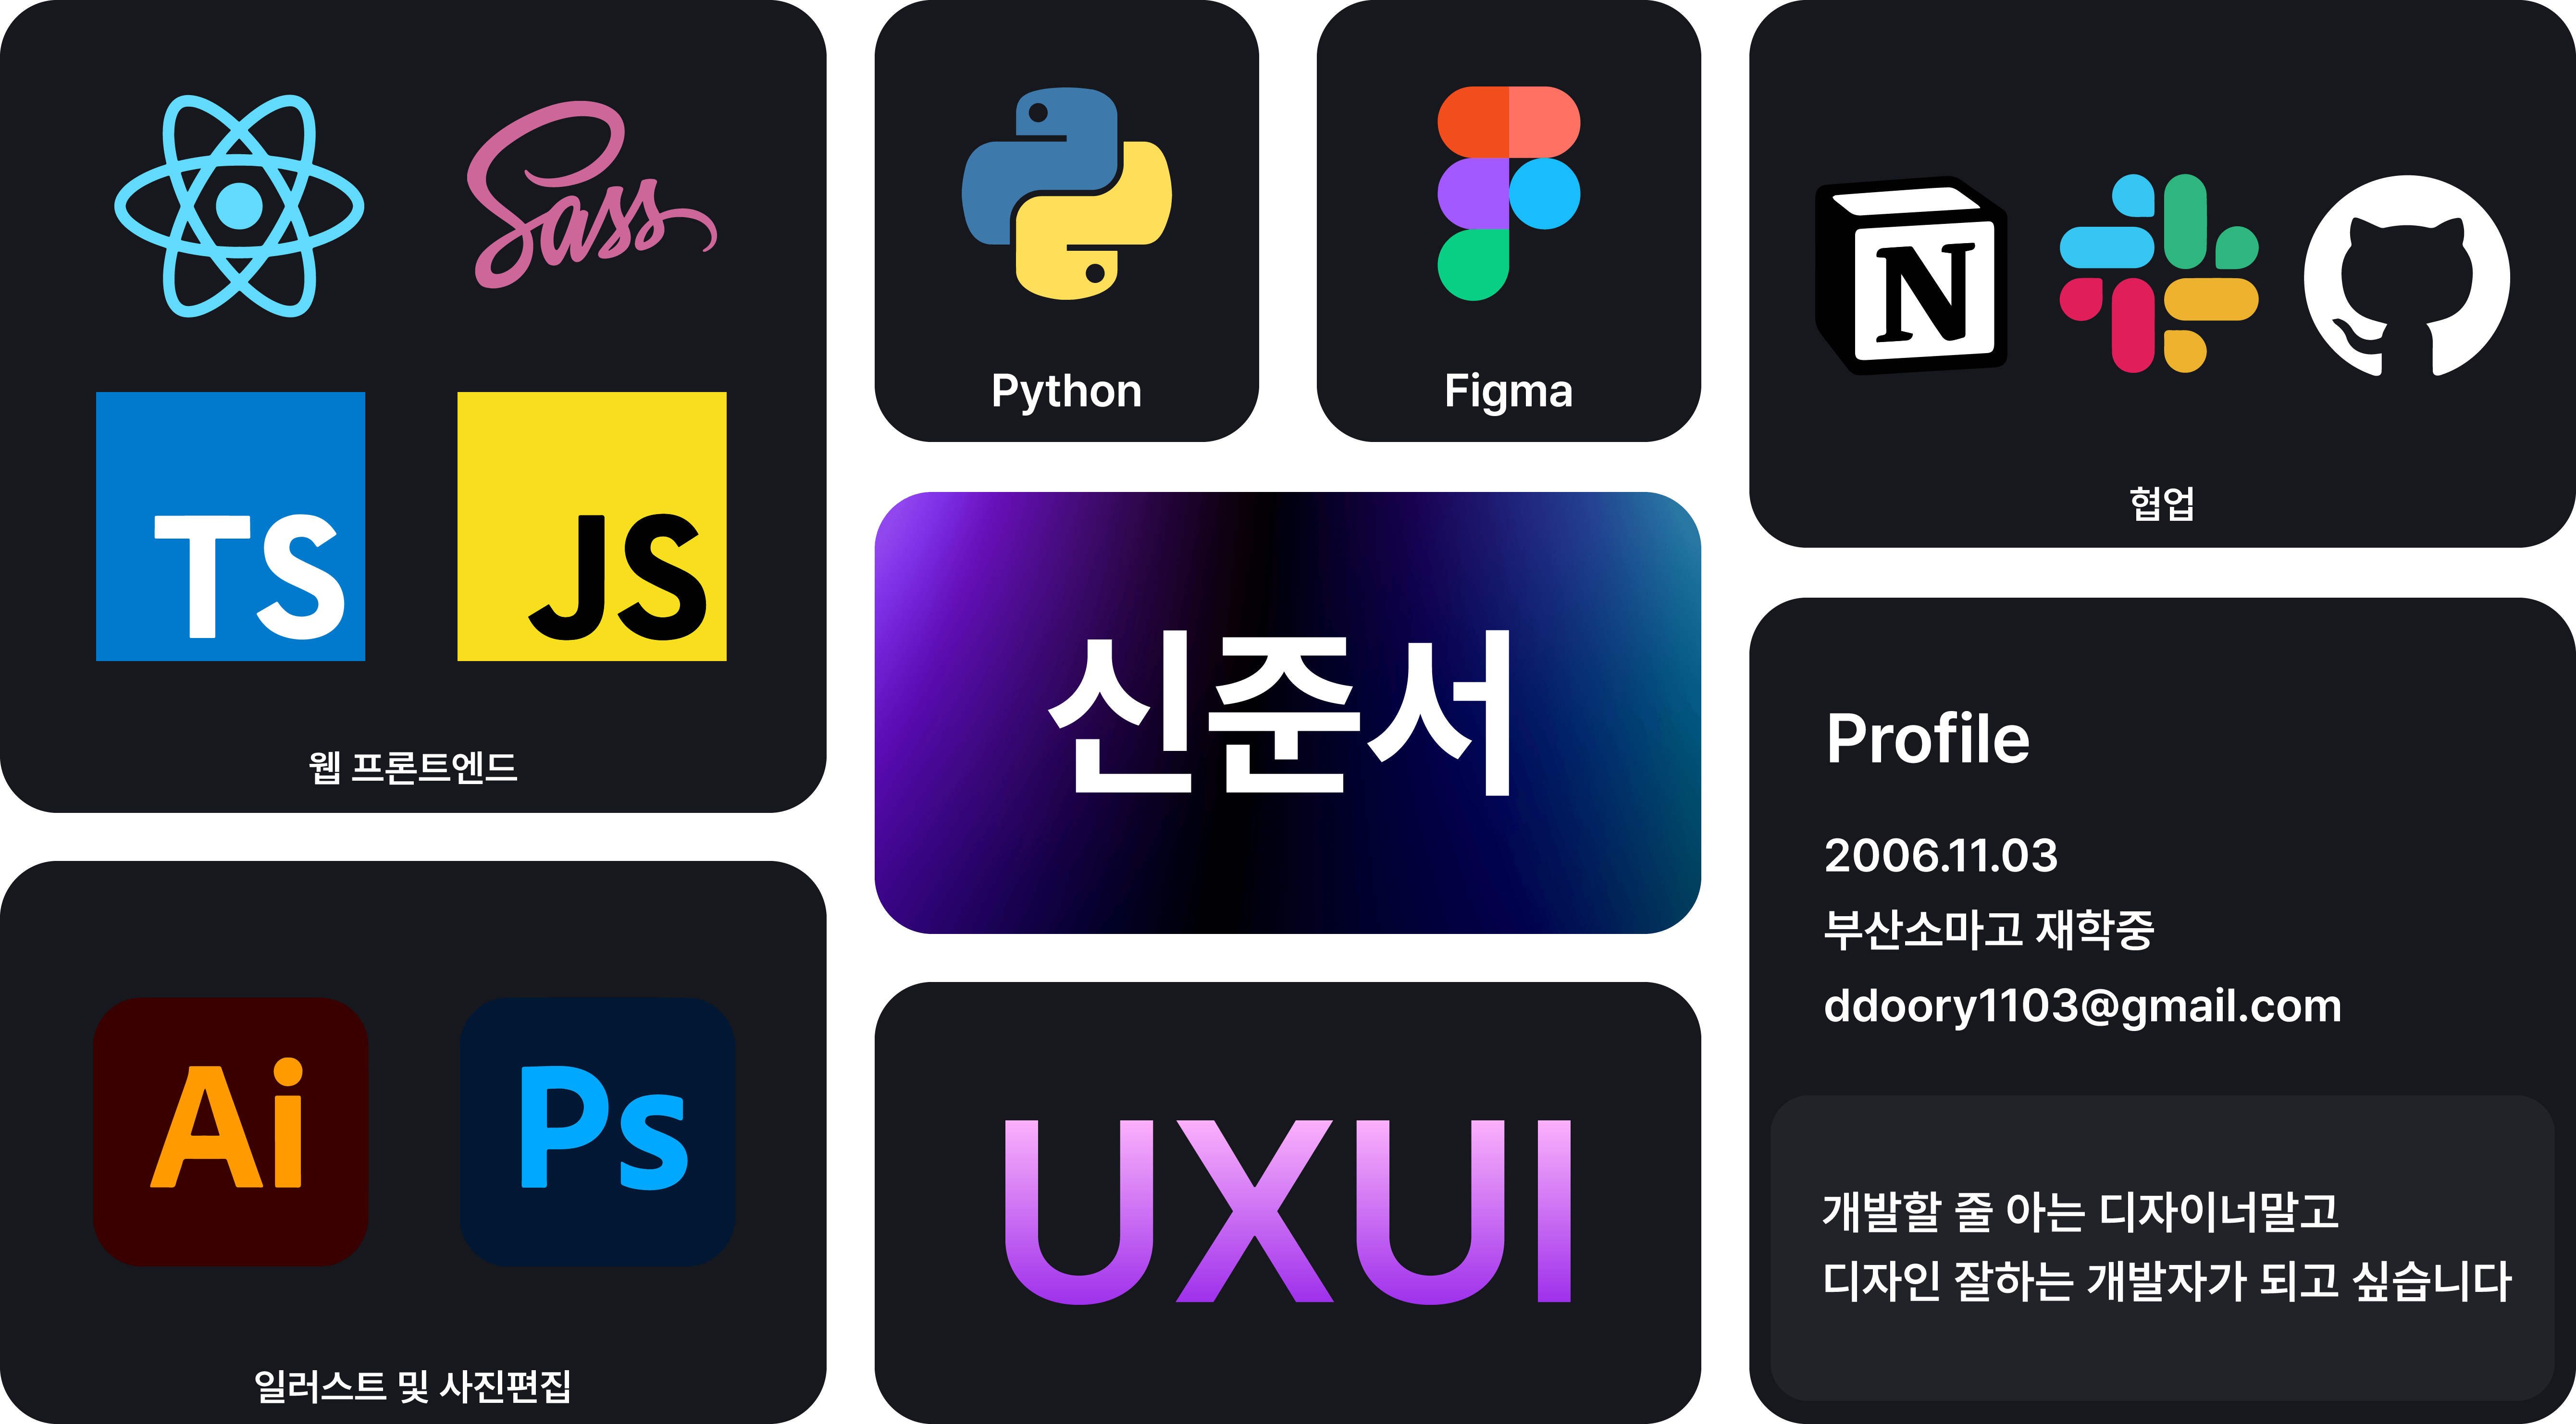 Sass
TS
JS
웹 프론트엔드
Ai
Ps
일러스트 및 사진편집
Python
Figma
신준서
UXUI
N
협업
Profile
2006.11.03
부산소마고 재학중
ddoory1103@gmail.com
개발할 줄 아는 디자이너말고
디자인 잘하는 개발자가 되고 싶습니다